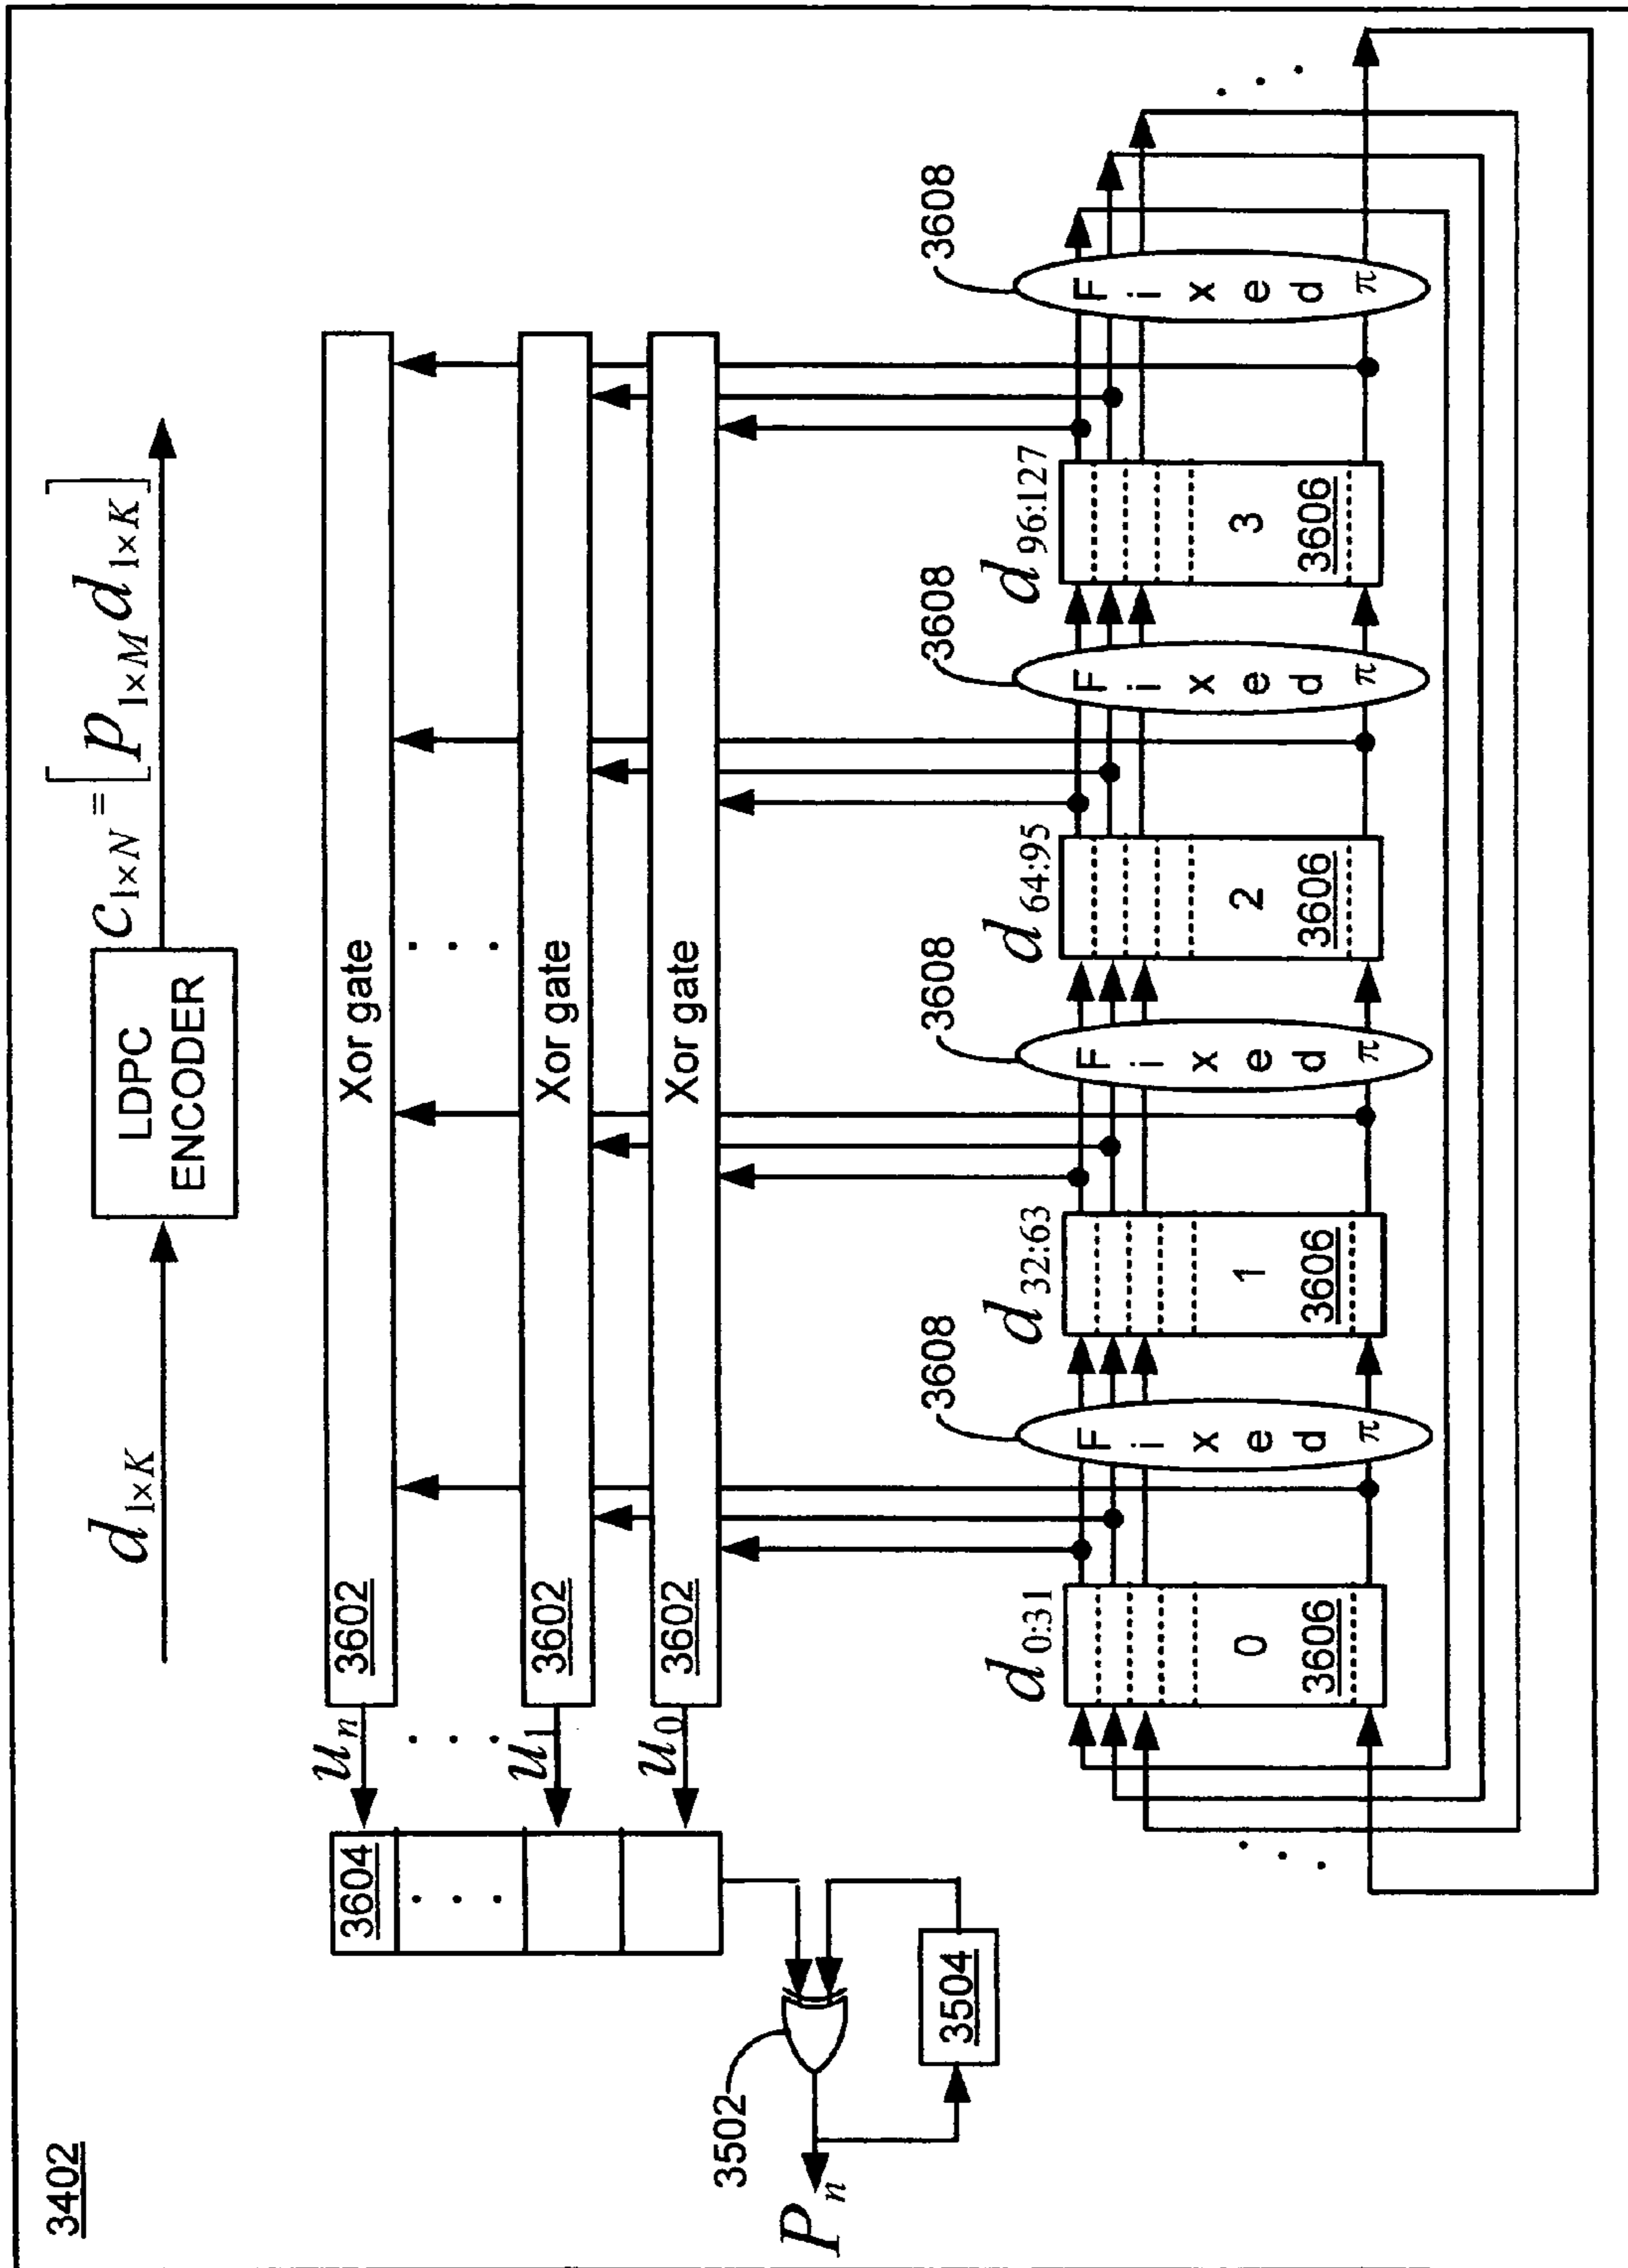 3402
d1×K
LDPC
ENCODER
c1×N = [p1×M d1×K]
un
3602
Xor gate
. . .
. . .
u1
3602
Xor gate
u0
3602
Xor gate
3604
. . .
3502
3504
Pn
d0:31
0
3606
3608
Fixed π
d32:63
1
3606
3608
Fixed π
d64:95
2
3606
3608
Fixed π
d96:127
3
3606
3608
Fixed π
. . .
. . .